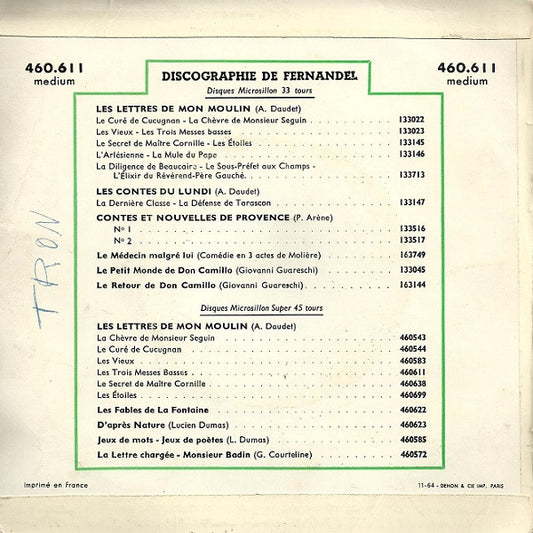 460.611
medium
460.611
medium
DISCOGRAPHIE DE FERNANDEL
Disques Microsillon 33 tours
LES LETTRES DE MON MOULIN (A. Daudet)
Le Curé de Cucugnan - La Chèvre de Monsieur Seguin . . . . . . . . . 133022
Les Vieux - Les Trois Messes basses . . . . . . . . . 133023
Le Secret de Maître Cornille - Les Étoiles . . . . . . . . . 133145
L'Arlésienne - La Mule du Pape . . . . . . . . . 133146
La Diligence de Beaucaire - Le Sous-Préfet aux Champs -
L'Élixir du Révérend-Père Gauché. . . . . . . . . 133713
LES CONTES DU LUNDI (A. Daudet)
La Dernière Classe - La Défense de Tarascon . . . . . . . . . 133147
CONTES ET NOUVELLES DE PROVENCE (P. Arène)
No 1 . . . . . . . . . 133516
No 2 . . . . . . . . . 133517
Le Médecin malgré lui (Comédie en 3 actes de Molière) . . . . . . . . . 163749
Le Petit Monde de Don Camillo (Giovanni Guareschi) . . . . . . . . . 133045
Le Retour de Don Camillo (Giovanni Guareschi) . . . . . . . . . 163144
Disques Microsillon Super 45 tours
LES LETTRES DE MON MOULIN (A. Daudet)
La Chèvre de Monsieur Seguin . . . . . . . . . 460543
Le Curé de Cucugnan . . . . . . . . . 460544
Les Vieux . . . . . . . . . 460583
Les Trois Messes Basses . . . . . . . . . 460611
Le Secret de Maître Cornille . . . . . . . . . 460638
Les Étoiles . . . . . . . . . 460699
Les Fables de La Fontaine . . . . . . . . . 460622
D'après Nature (Lucien Dumas) . . . . . . . . . 460623
Jeux de mots - Jeux de poètes (L. Dumas) . . . . . . . . . 460585
La Lettre chargée - Monsieur Badin (G. Courteline) . . . . . . . . . 460572
TRON
Imprimé en France
11-64 - DEHON & CIE IMP. PARIS